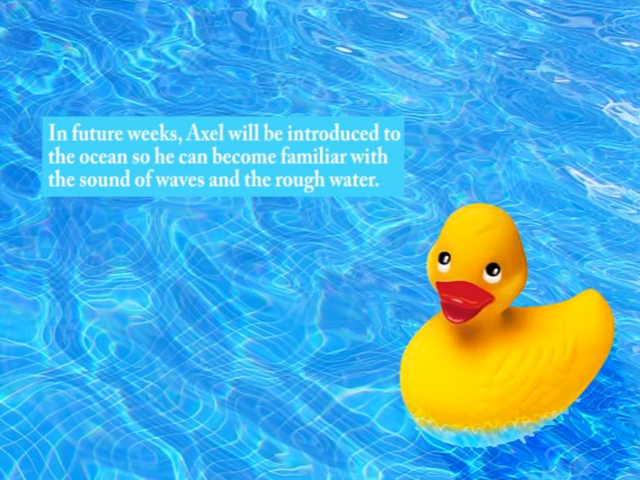 In future weeks, Axel will be introduced to
the ocean so he can become familiar with
the sound of waves and the rough water.